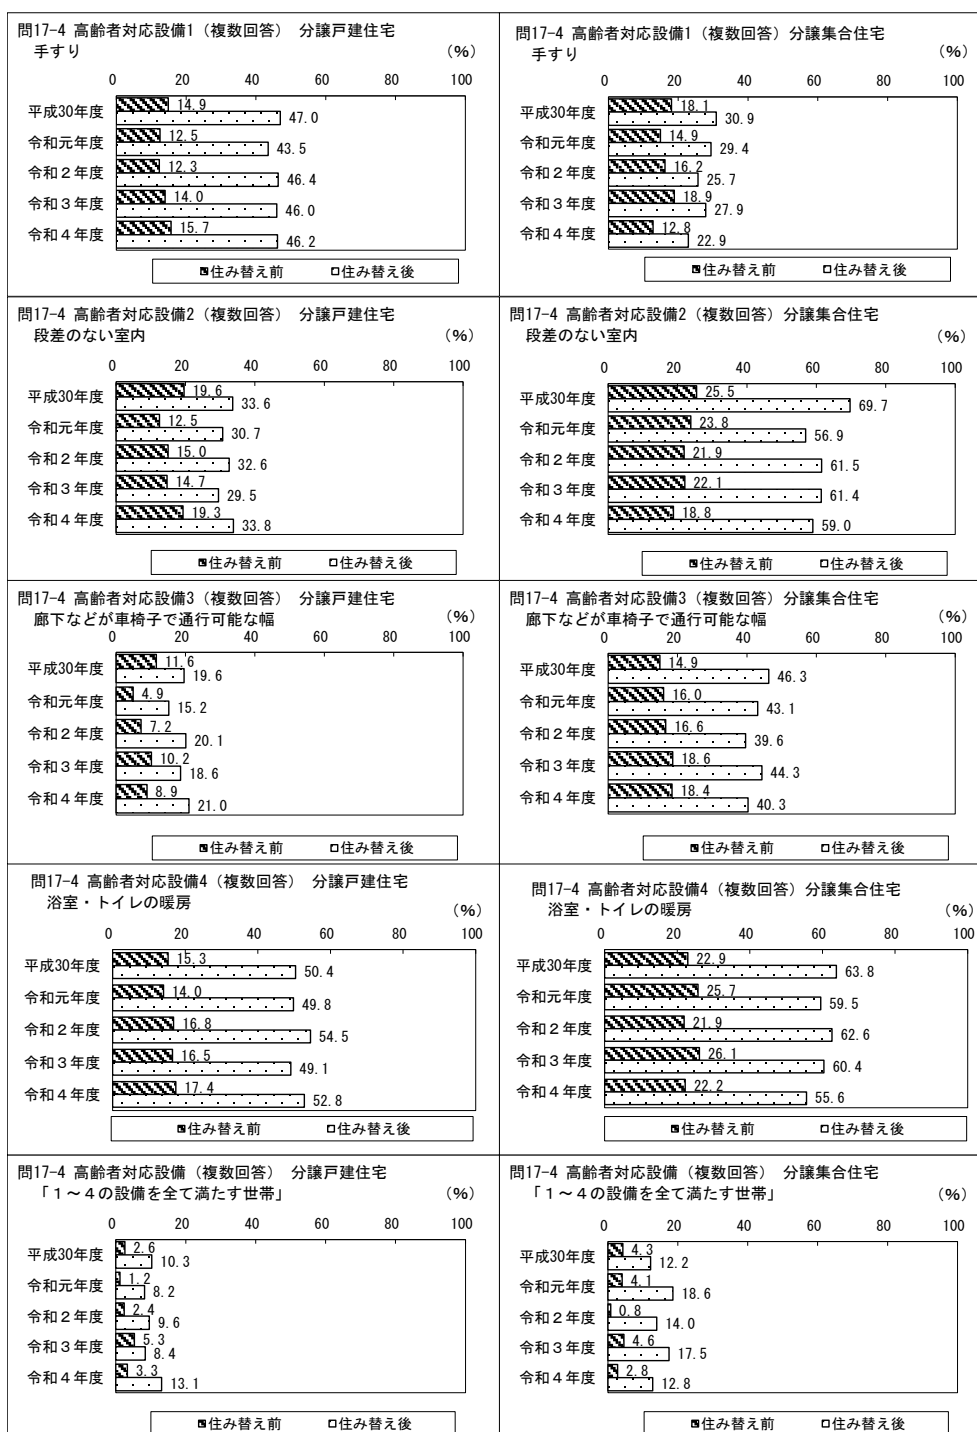 問17-4 高齢者対応設備1（複数回答） 分譲戸建住宅
手すり (%)
0 20 40 60 80 100
平成30年度 14.9 47.0
令和元年度 12.5 43.5
令和２年度 12.3 46.4
令和３年度 14.0 46.0
令和４年度 15.7 46.2
住み替え前 住み替え後
問17-4 高齢者対応設備1（複数回答）分譲集合住宅
手すり (%)
0 20 40 60 80 100
平成30年度 18.1 30.9
令和元年度 14.9 29.4
令和２年度 16.2 25.7
令和３年度 18.9 27.9
令和４年度 12.8 22.9
住み替え前 住み替え後
問17-4 高齢者対応設備2（複数回答） 分譲戸建住宅
段差のない室内 (%)
0 20 40 60 80 100
平成30年度 19.6 33.6
令和元年度 12.5 30.7
令和２年度 15.0 32.6
令和３年度 14.7 29.5
令和４年度 19.3 33.8
住み替え前 住み替え後
問17-4 高齢者対応設備2（複数回答）分譲集合住宅
段差のない室内 (%)
0 20 40 60 80 100
平成30年度 25.5 69.7
令和元年度 23.8 56.9
令和２年度 21.9 61.5
令和３年度 22.1 61.4
令和４年度 18.8 59.0
住み替え前 住み替え後
問17-4 高齢者対応設備3（複数回答） 分譲戸建住宅
廊下などが車椅子で通行可能な幅 (%)
0 20 40 60 80 100
平成30年度 11.6 19.6
令和元年度 4.9 15.2
令和２年度 7.2 20.1
令和３年度 10.2 18.6
令和４年度 8.9 21.0
住み替え前 住み替え後
問17-4 高齢者対応設備3（複数回答）分譲集合住宅
廊下などが車椅子で通行可能な幅 (%)
0 20 40 60 80 100
平成30年度 14.9 46.3
令和元年度 16.0 43.1
令和２年度 16.6 39.6
令和３年度 18.6 44.3
令和４年度 18.4 40.3
住み替え前 住み替え後
問17-4 高齢者対応設備4（複数回答） 分譲戸建住宅
浴室・トイレの暖房 (%)
0 20 40 60 80 100
平成30年度 15.3 50.4
令和元年度 14.0 49.8
令和２年度 16.8 54.5
令和３年度 16.5 49.1
令和４年度 17.4 52.8
住み替え前 住み替え後
問17-4 高齢者対応設備4（複数回答）分譲集合住宅
浴室・トイレの暖房 (%)
0 20 40 60 80 100
平成30年度 22.9 63.8
令和元年度 25.7 59.5
令和２年度 21.9 62.6
令和３年度 26.1 60.4
令和４年度 22.2 55.6
住み替え前 住み替え後
問17-4 高齢者対応設備（複数回答） 分譲戸建住宅
「１～４の設備を全て満たす世帯」 (%)
0 20 40 60 80 100
平成30年度 2.6 10.3
令和元年度 1.2 8.2
令和２年度 2.4 9.6
令和３年度 5.3 8.4
令和４年度 3.3 13.1
住み替え前 住み替え後
問17-4 高齢者対応設備（複数回答） 分譲集合住宅
「１～４の設備を全て満たす世帯」 (%)
0 20 40 60 80 100
平成30年度 4.3 12.2
令和元年度 4.1 18.6
令和２年度 0.8 14.0
令和３年度 4.6 17.5
令和４年度 2.8 12.8
住み替え前 住み替え後